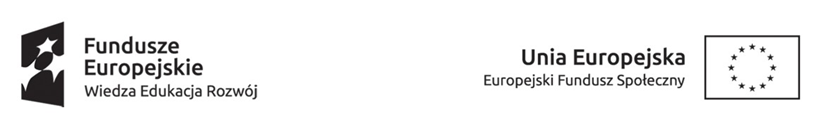 Fundusze
Europejskie
Wiedza Edukacja Rozwój
Unia Europejska
Europejski Fundusz Społeczny